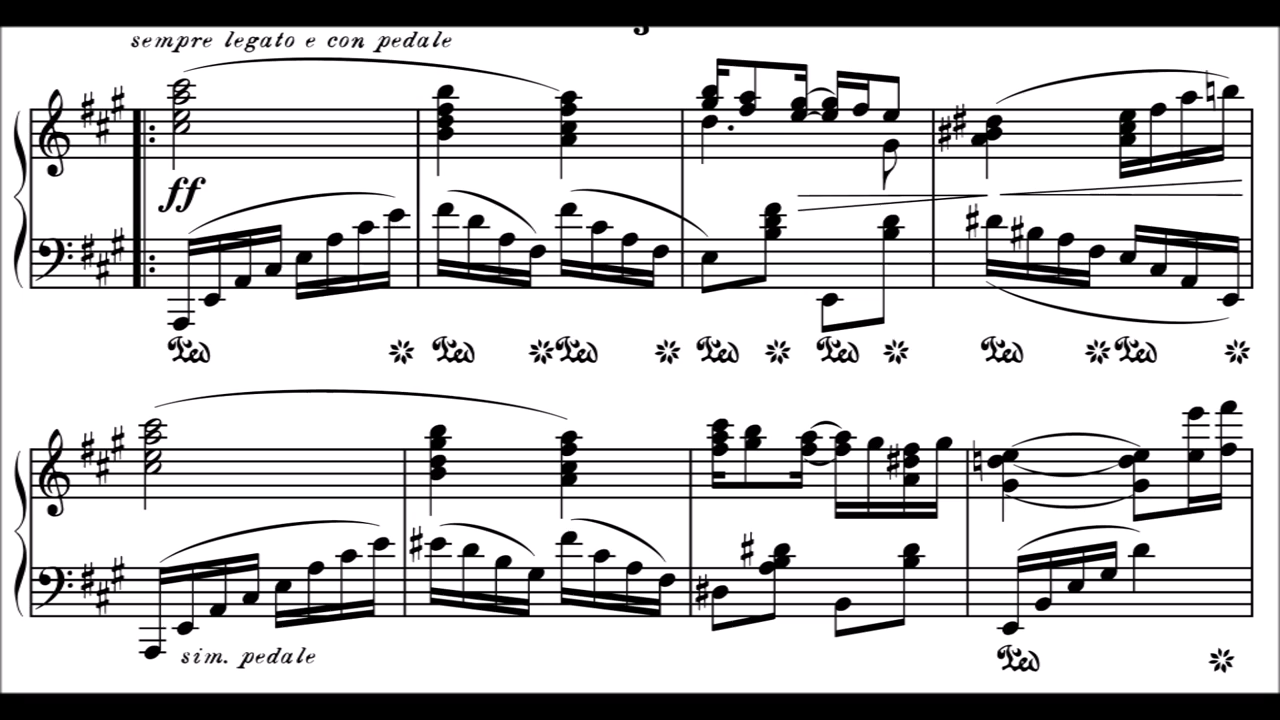 sempre legato e con pedale
ff
Ped * Ped * Ped * Ped * Ped * Ped * Ped *
sim. pedale
Ped *